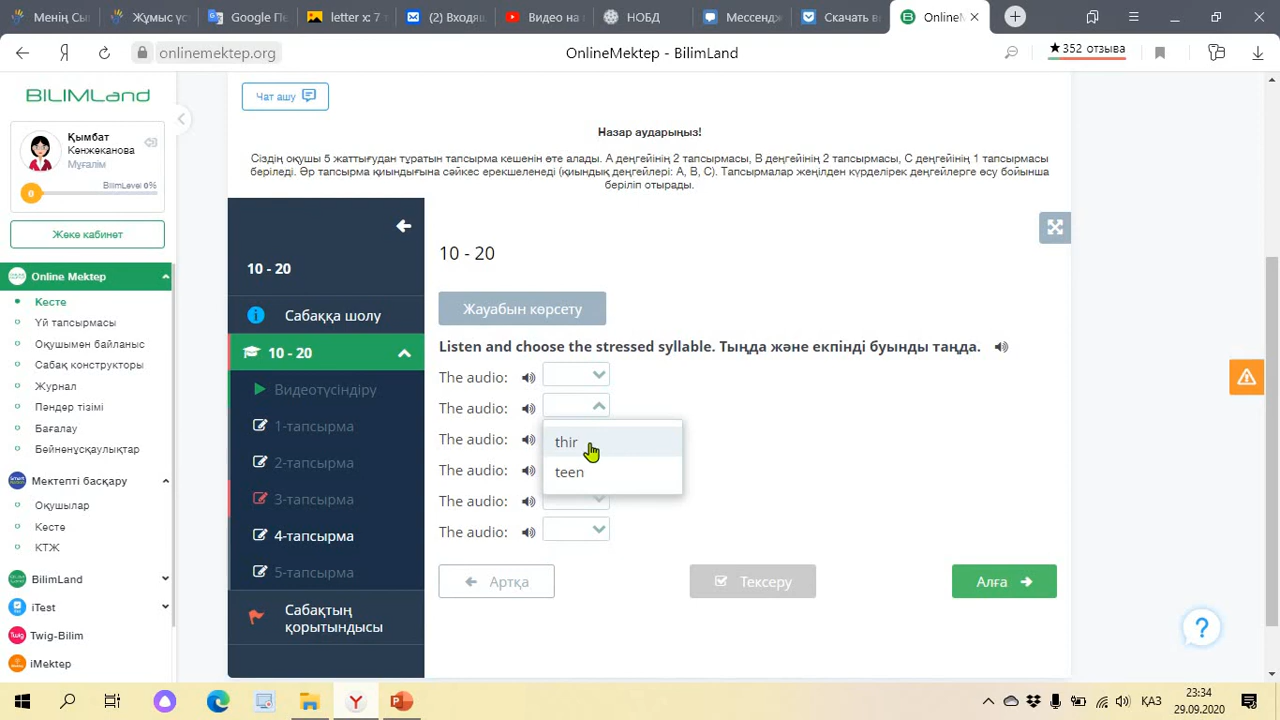 Менің Сы
Жұмыс үс
Google Пе
letter x: 7 т
(2) Входящ
Видео на
НОБД
Мессендж
Скачать в
OnlineMe
onlinemektep.org
OnlineMektep - BilimLand
★352 отзыва
BILIMLand
Қымбат
Кенжеканова
Мұғалім
BilimLevel 0%
0
Жеке кабинет
Online Mektep
Кесте
Үй тапсырмасы
Оқушымен байланыс
Сабақ конструкторы
Журнал
Пәндер тізімі
Бағалау
Бейненұсқаулықтар
Мектепті басқару
Оқушылар
Кесте
КТЖ
BilimLand
iTest
Twig-Bilim
iMektep
Чат ашу
Назар аударыңыз!
Сіздің оқушы 5 жаттығудан тұратын тапсырма кешенін өте алады. А деңгейінің 2 тапсырмасы, В деңгейінің 2 тапсырмасы, С деңгейінің 1 тапсырмасы
беріледі. Әр тапсырма қиындығына сәйкес ерекшеленеді (қиындық деңгейлері: А, В, С). Тапсырмалар жеңілден күрделірек деңгейлерге өсу бойынша
беріліп отырады.
10 - 20
Сабаққа шолу
10 - 20
Видеотүсіндіру
1-тапсырма
2-тапсырма
3-тапсырма
4-тапсырма
5-тапсырма
Сабақтың
қорытындысы
10 - 20
Жауабын көрсету
Listen and choose the stressed syllable. Тыңда және екпінді буынды таңда.
The audio:
The audio:
thir
The audio:
teen
The audio:
The audio:
The audio:
Артқа
Тексеру
Алға
?
ҚАЗ
23:34
29.09.2020